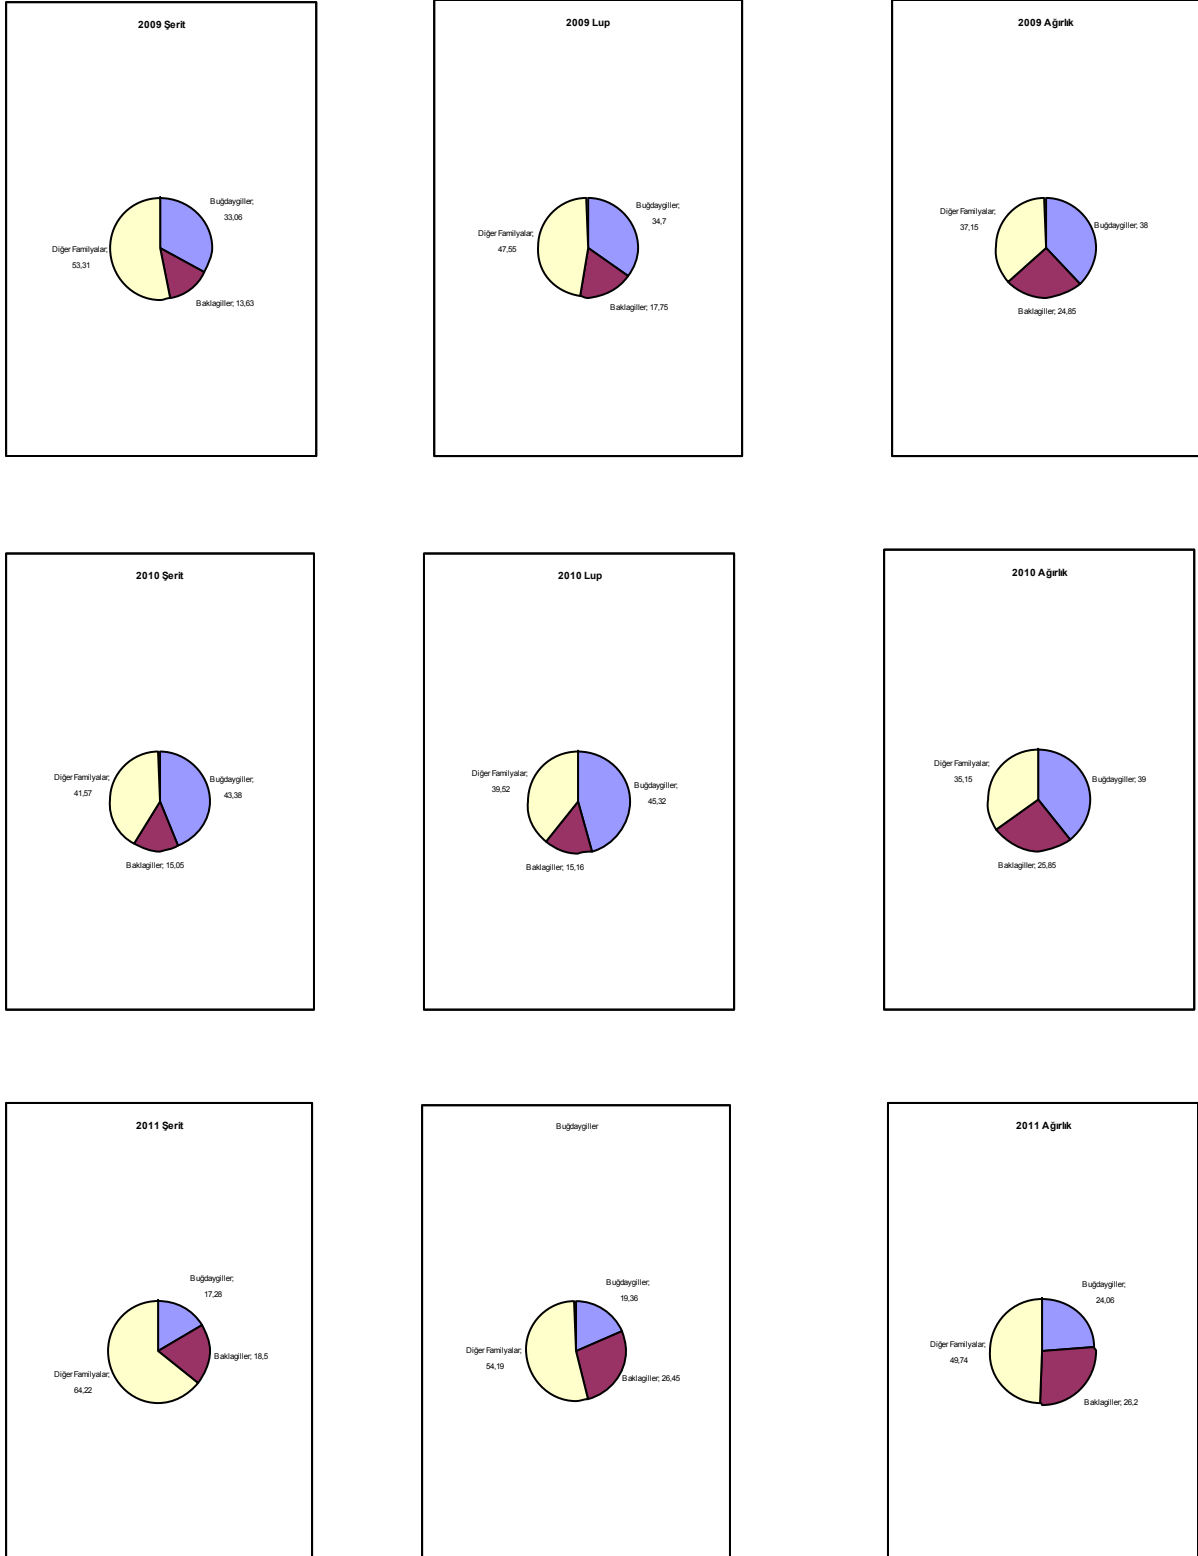 2009 Şerit
Buğdaygiller;
33,06
Diğer Familyalar;
53,31
Baklagiller; 13,63
2009 Lup
Buğdaygiller;
34,7
Diğer Familyalar;
47,55
Baklagiller; 17,75
2009 Ağırlık
Diğer Familyalar;
37,15
Buğdaygiller; 38
Baklagiller; 24,85
2010 Şerit
Diğer Familyalar;
41,57
Buğdaygiller;
43,38
Baklagiller; 15,05
2010 Lup
Diğer Familyalar;
39,52
Buğdaygiller;
45,32
Baklagiller; 15,16
2010 Ağırlık
Diğer Familyalar;
35,15
Buğdaygiller; 39
Baklagiller; 25,85
2011 Şerit
Buğdaygiller;
17,28
Baklagiller; 18,5
Diğer Familyalar;
64,22
Buğdaygiller
Buğdaygiller;
19,36
Diğer Familyalar;
54,19
Baklagiller; 26,45
2011 Ağırlık
Buğdaygiller;
24,06
Diğer Familyalar;
49,74
Baklagiller; 26,2